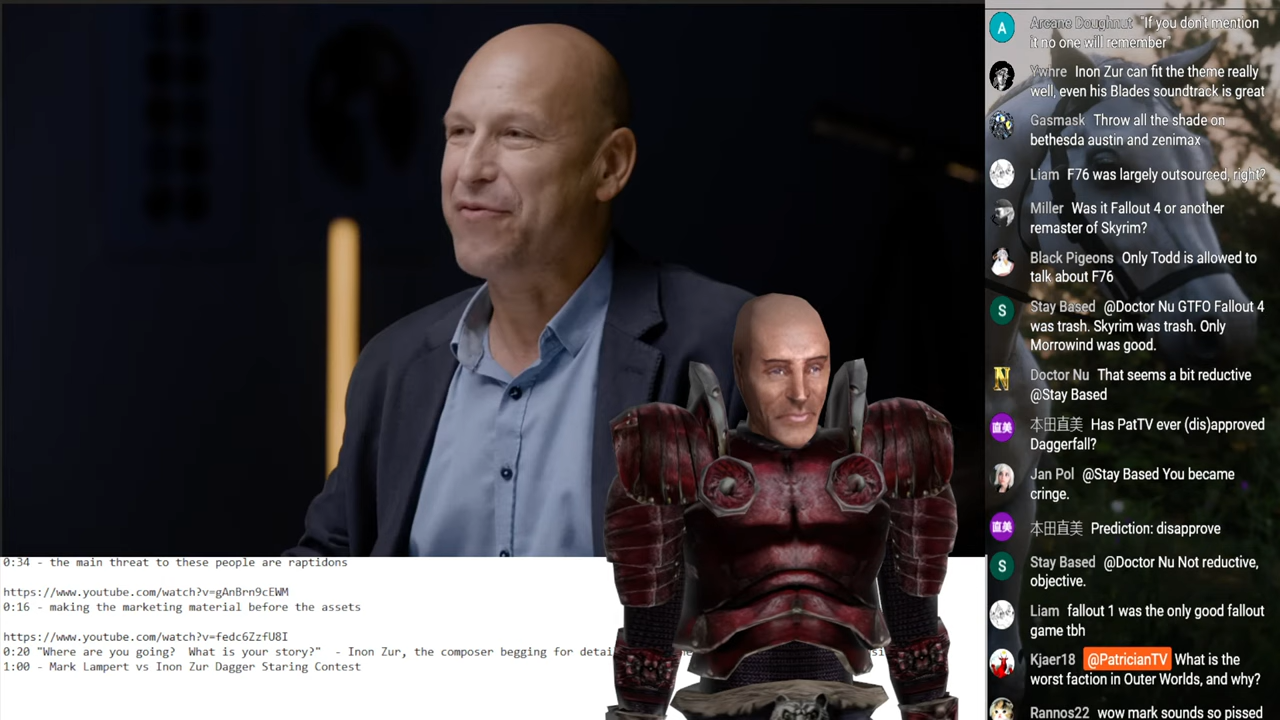 0:34 - the main threat to these people are raptidons
https://www.youtube.com/watch?v=gAnBrn9cEWM
0:16 - making the marketing material before the assets
https://www.youtube.com/watch?v=fedc6ZzfU8I
0:20 "Where are you going?  What is your story?"  - Inon Zur, the composer begging for
1:00 - Mark Lampert vs Inon Zur Dagger Staring Contest
A
Arcane Doughnut "If you don't mention
it no one will remember"
Ywhre Inon Zur can fit the theme really
well, even his Blades soundtrack is great
Gasmask Throw all the shade on
bethesda austin and zenimax
Liam F76 was largely outsourced, right?
Miller Was it Fallout 4 or another
remaster of Skyrim?
Black Pigeons Only Todd is allowed to
talk about F76
S
Stay Based @Doctor Nu GTFO Fallout 4
was trash. Skyrim was trash. Only
Morrowind was good.
N
Doctor Nu That seems a bit reductive
@Stay Based
直美
本田直美 Has PatTV ever (dis)approved
Daggerfall?
Jan Pol @Stay Based You became
cringe.
直美
本田直美 Prediction: disapprove
S
Stay Based @Doctor Nu Not reductive,
objective.
Liam fallout 1 was the only good fallout
game tbh
Kjaer18 @PatricianTV What is the
worst faction in Outer Worlds, and why?
Rannos22 wow mark sounds so pissed